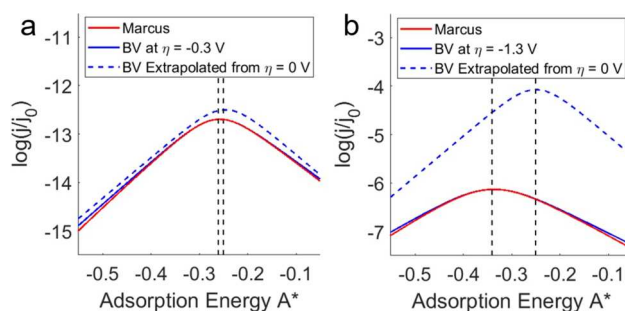 a
Marcus
BV at η = -0.3 V
BV Extrapolated from η = 0 V
log(j/j0)
-11
-12
-13
-14
-15
-0.5 -0.4 -0.3 -0.2 -0.1
Adsorption Energy A*
b
Marcus
BV at η = -1.3 V
BV Extrapolated from η = 0 V
log(j/j0)
-3
-4
-5
-6
-7
-0.5 -0.4 -0.3 -0.2 -0.1
Adsorption Energy A*